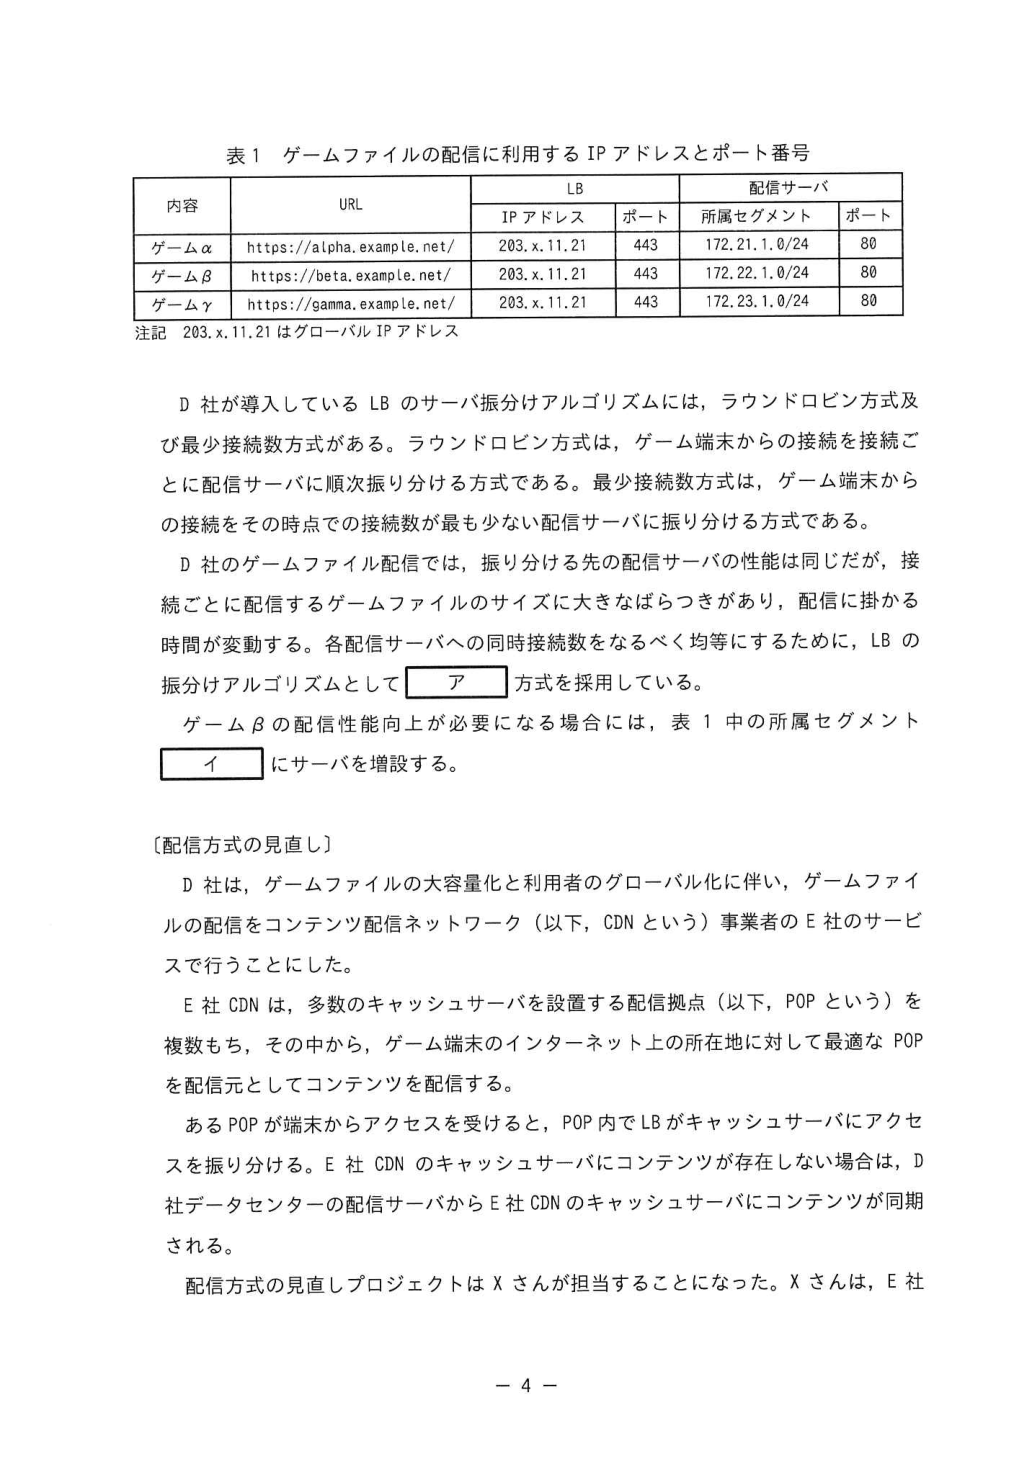 表1　ゲームファイルの配信に利用する IP アドレスとポート番号
内容　URL　LB　配信サーバ
IP アドレス　ポート　所属セグメント　ポート
ゲームα　https://alpha.example.net/　203.x.11.21　443　172.21.1.0/24　80
ゲームβ　https://beta.example.net/　203.x.11.21　443　172.22.1.0/24　80
ゲームγ　https://gamma.example.net/　203.x.11.21　443　172.23.1.0/24　80
注記　203.x.11.21 はグローバル IP アドレス
D 社が導入している LB のサーバ振分けアルゴリズムには，ラウンドロビン方式及
び最少接続数方式がある。ラウンドロビン方式は，ゲーム端末からの接続を接続ご
とに配信サーバに順次振り分ける方式である。最少接続数方式は，ゲーム端末から
の接続をその時点での接続数が最も少ない配信サーバに振り分ける方式である。
D 社のゲームファイル配信では，振り分ける先の配信サーバの性能は同じだが，接
続ごとに配信するゲームファイルのサイズに大きなばらつきがあり，配信に掛かる
時間が変動する。各配信サーバへの同時接続数をなるべく均等にするために，LB の
振分けアルゴリズムとして ア 方式を採用している。
ゲームβの配信性能向上が必要になる場合には，表 1 中の所属セグメント
イ にサーバを増設する。
〔配信方式の見直し〕
D 社は，ゲームファイルの大容量化と利用者のグローバル化に伴い，ゲームファイ
ルの配信をコンテンツ配信ネットワーク（以下，CDN という）事業者の E 社のサービ
スで行うことにした。
E 社 CDN は，多数のキャッシュサーバを設置する配信拠点（以下，POP という）を
複数もち，その中から，ゲーム端末のインターネット上の所在地に対して最適な POP
を配信元としてコンテンツを配信する。
ある POP が端末からアクセスを受けると，POP 内で LB がキャッシュサーバにアクセ
スを振り分ける。E 社 CDN のキャッシュサーバにコンテンツが存在しない場合は，D
社データセンターの配信サーバから E 社 CDN のキャッシュサーバにコンテンツが同期
される。
配信方式の見直しプロジェクトは X さんが担当することになった。X さんは，E 社
－ 4 －